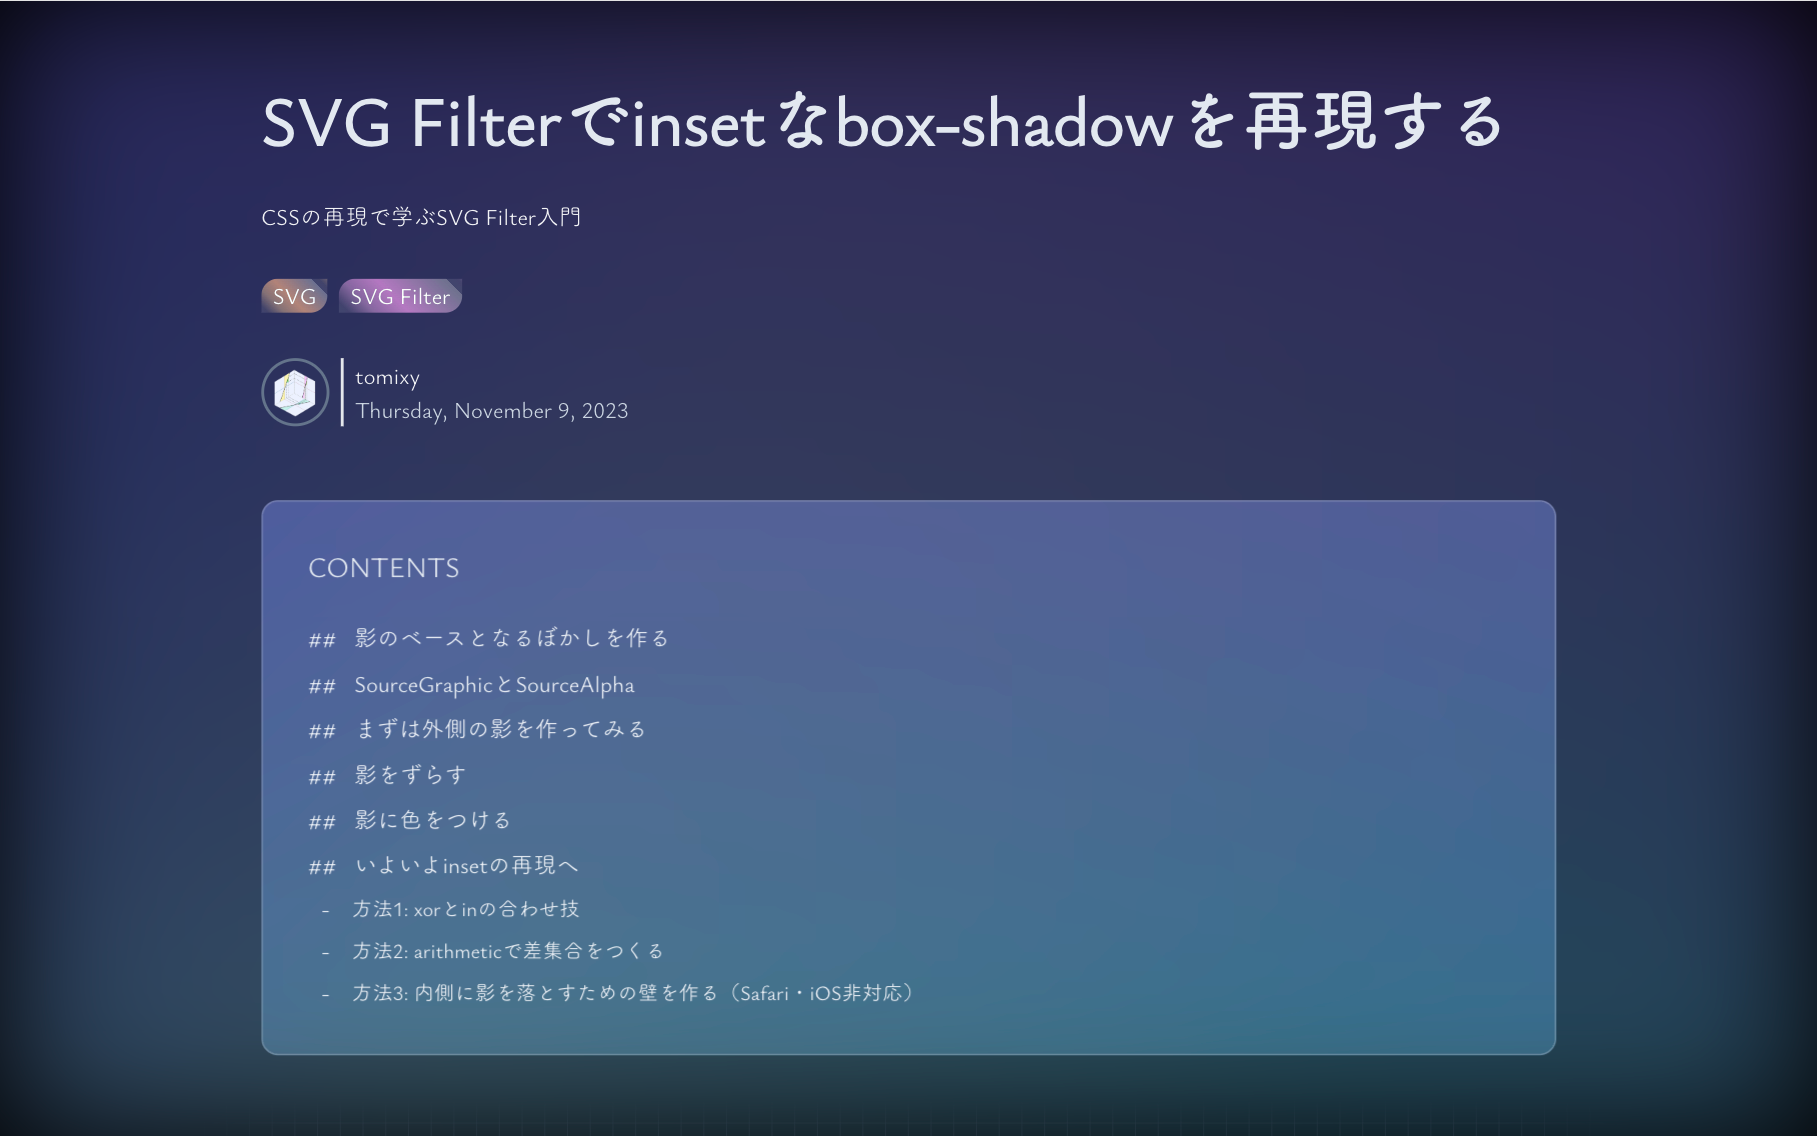 SVG Filterでinsetなbox-shadowを再現する
CSSの再現で学ぶSVG Filter入門
SVG SVG Filter
tomixy
Thursday, November 9, 2023
CONTENTS
## 影のベースとなるぼかしを作る
## SourceGraphicとSourceAlpha
## まずは外側の影を作ってみる
## 影をずらす
## 影に色をつける
## いよいよinsetの再現へ
- 方法1: xorとinの合わせ技
- 方法2: arithmeticで差集合をつくる
- 方法3: 内側に影を落とすための壁を作る（Safari・iOS非対応）